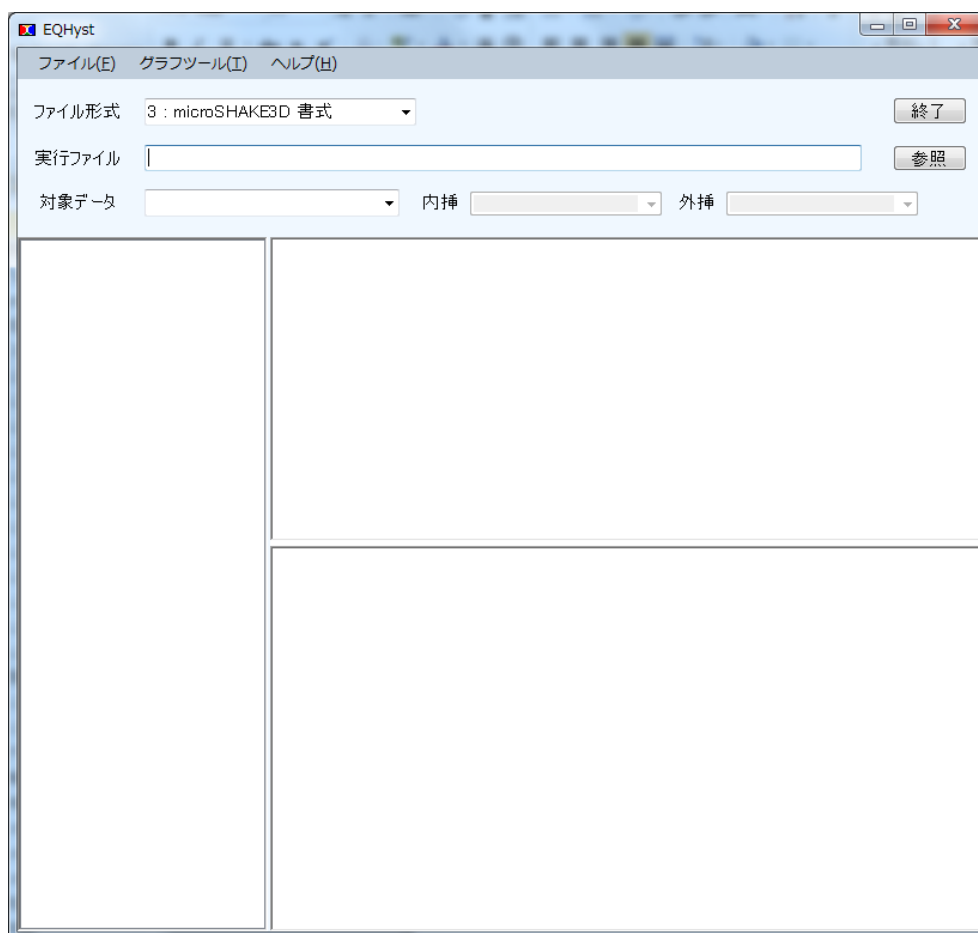 EQHyst
ファイル(F) グラフツール(T) ヘルプ(H)
ファイル形式 3 : microSHAKE3D 書式 終了
実行ファイル 参照
対象データ 内挿 外挿